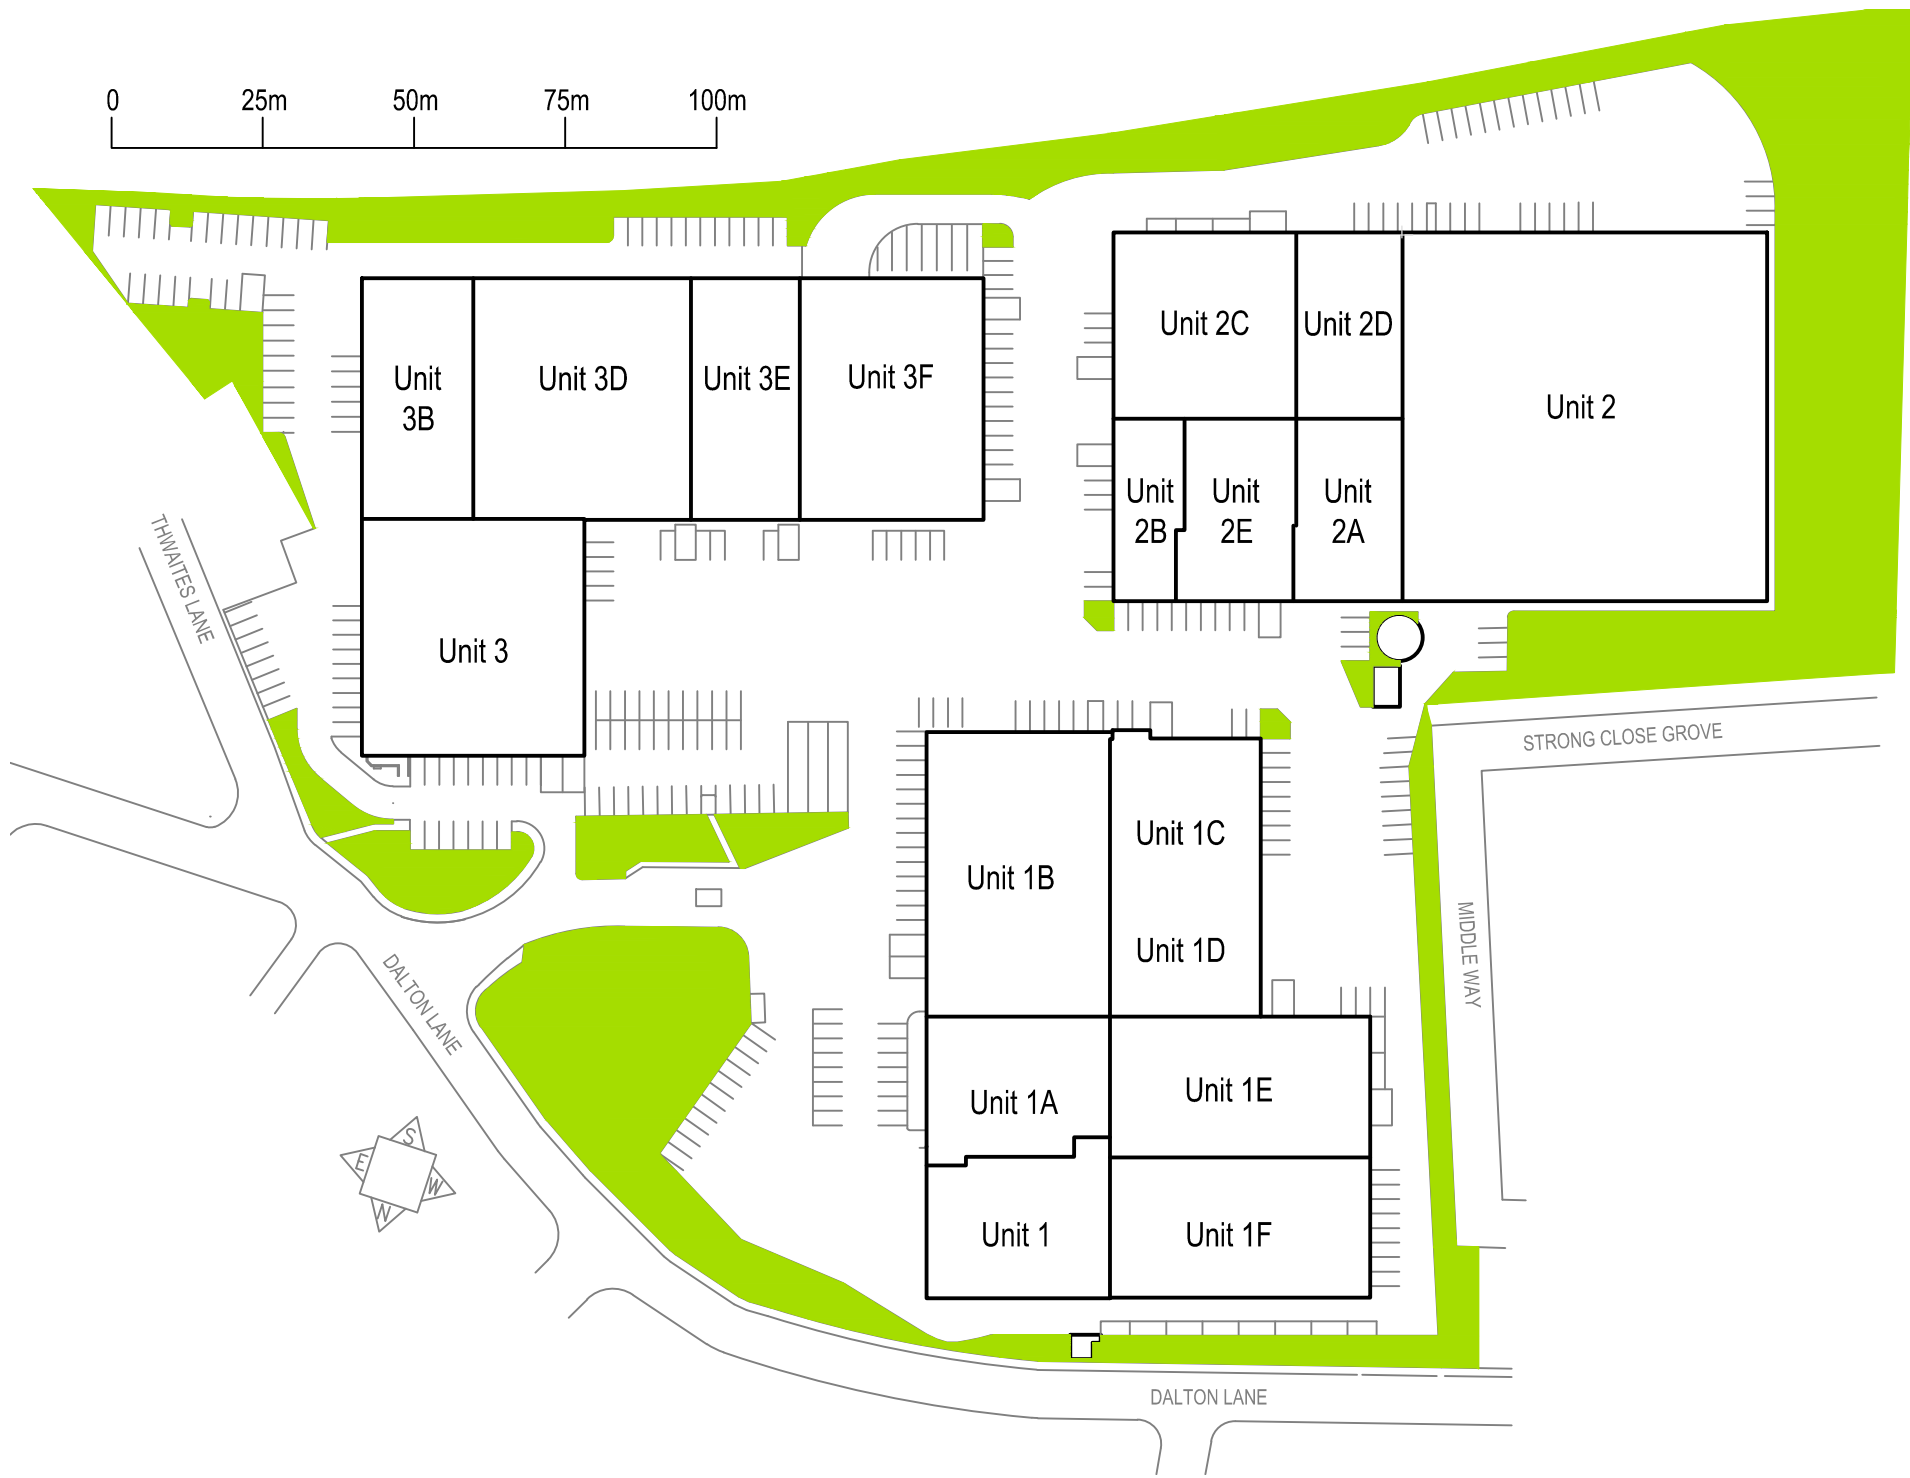 0 25m 50m 75m 100m
Unit 2C
Unit 2D
Unit
3B
Unit 3D
Unit 3E
Unit 3F
Unit 2
Unit
2B
Unit
2E
Unit
2A
THWAITES LANE
Unit 3
STRONG CLOSE GROVE
Unit 1C
Unit 1B
Unit 1D
MIDDLE WAY
DALTON LANE
Unit 1A
Unit 1E
S
E
W
N
Unit 1
Unit 1F
DALTON LANE